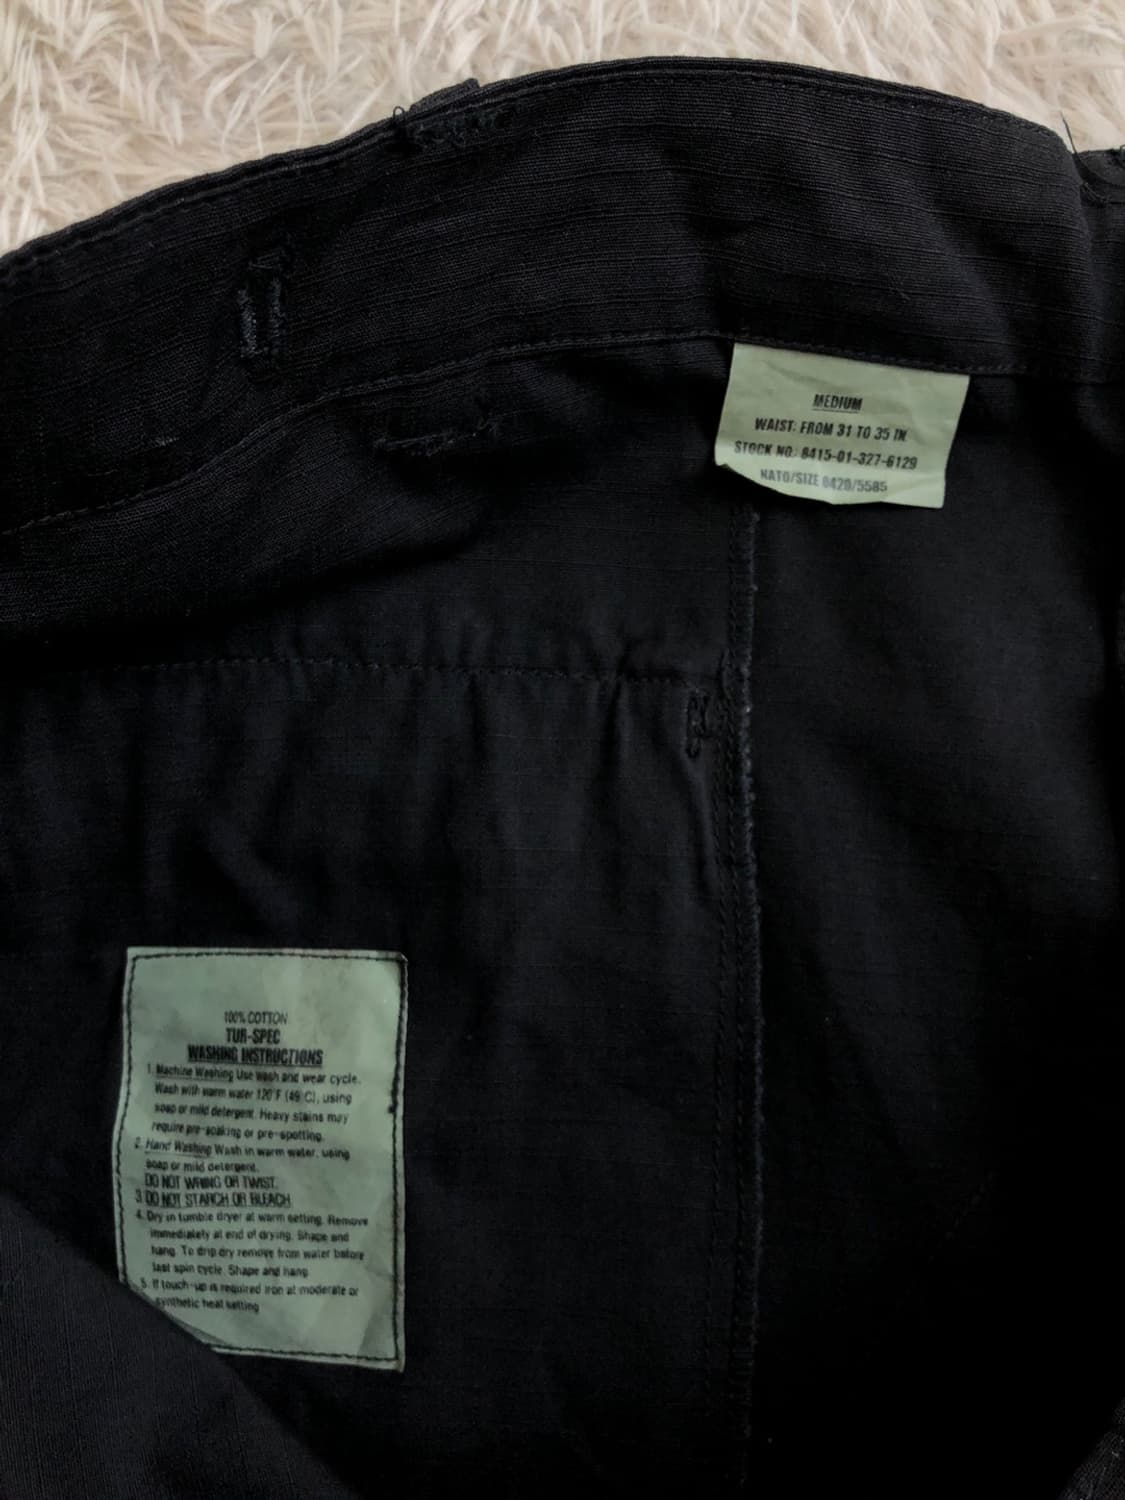 MEDIUM
WAIST: FROM 31 TO 35 IN.
STOCK NO.: 8415-01-327-6129
NATO/SIZE 0420/5585
100% COTTON
TUR-SPEC
WASHING INSTRUCTIONS
1. Machine Washing Use wash and wear cycle.
Wash with warm water 120°F (49°C), using
soap or mild detergent. Heavy stains may
require pre-soaking or pre-spotting.
2. Hand Washing Wash in warm water, using
soap or mild detergent.
DO NOT WRING OR TWIST.
3. DO NOT STARCH OR BLEACH.
4. Dry in tumble dryer at warm setting. Remove
immediately at end of drying. Shape and
hang. To drip dry remove from water before
last spin cycle. Shape and hang.
5. If touch-up is required iron at moderate or
synthetic heat setting